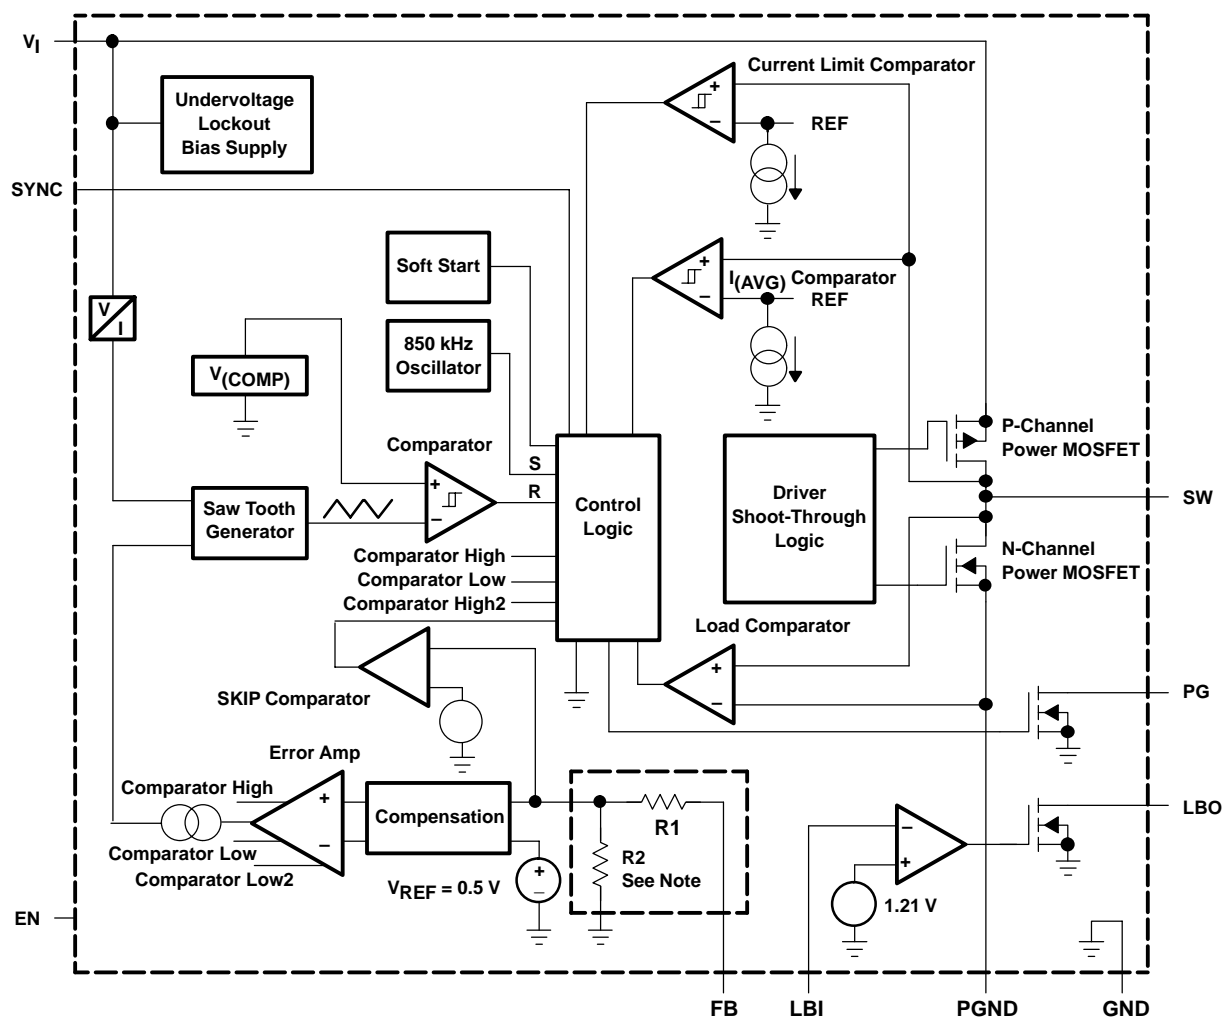 VI
Current Limit Comparator
+
−
REF
Undervoltage
Lockout
Bias Supply
SYNC
Soft Start
+
−
I(AVG) Comparator
REF
V
I
850 kHz
Oscillator
V(COMP)
P-Channel
Power MOSFET
Comparator
+
−
S
R
Control
Logic
Driver
Shoot-Through
Logic
SW
Saw Tooth
Generator
N-Channel
Power MOSFET
Comparator High
Comparator Low
Comparator High2
Load Comparator
+
−
SKIP Comparator
PG
Error Amp
Comparator High
+
−
Compensation
Comparator Low
Comparator Low2
R1
R2
See Note
VREF = 0.5 V
+
−
−
+
LBO
1.21 V
EN
FB
LBI
PGND
GND